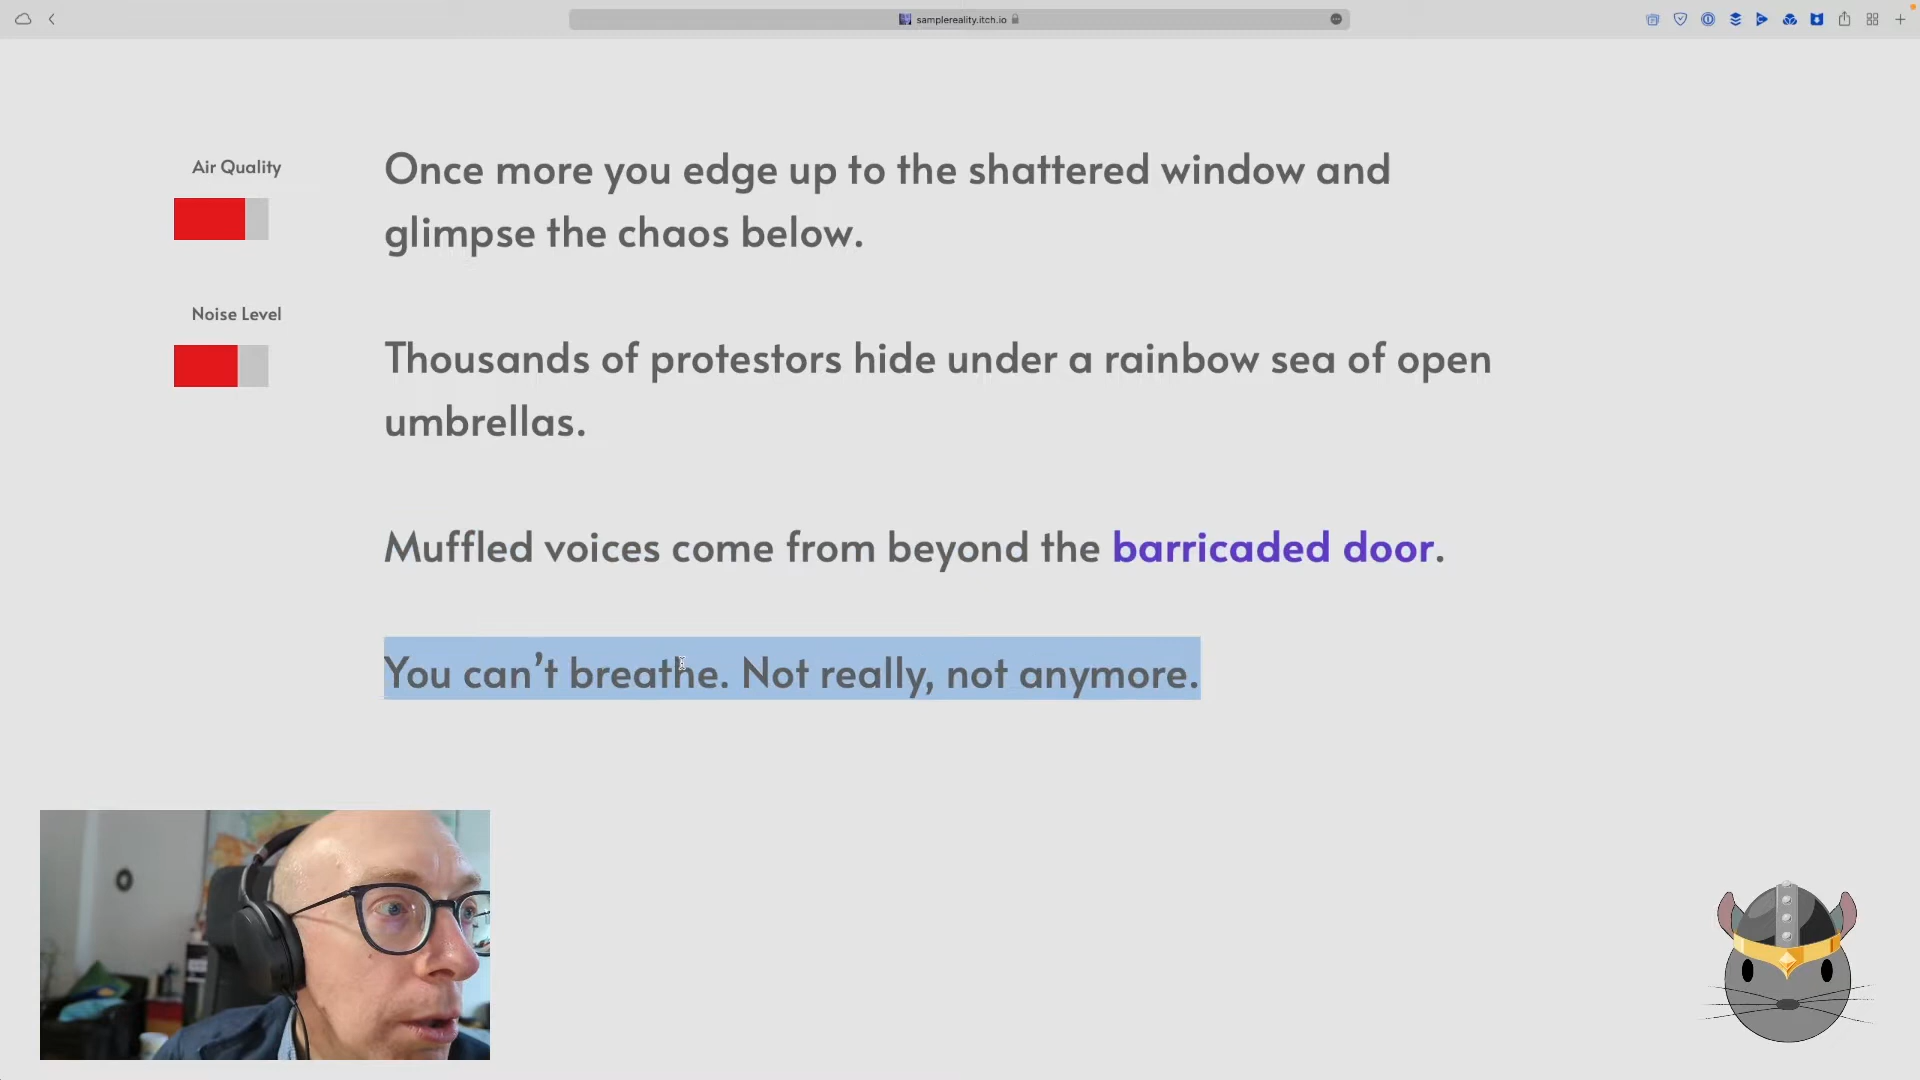 samplereality.itch.io
Air Quality
Noise Level
Once more you edge up to the shattered window and
glimpse the chaos below.
Thousands of protestors hide under a rainbow sea of open
umbrellas.
Muffled voices come from beyond the barricaded door.
You can’t breathe. Not really, not anymore.